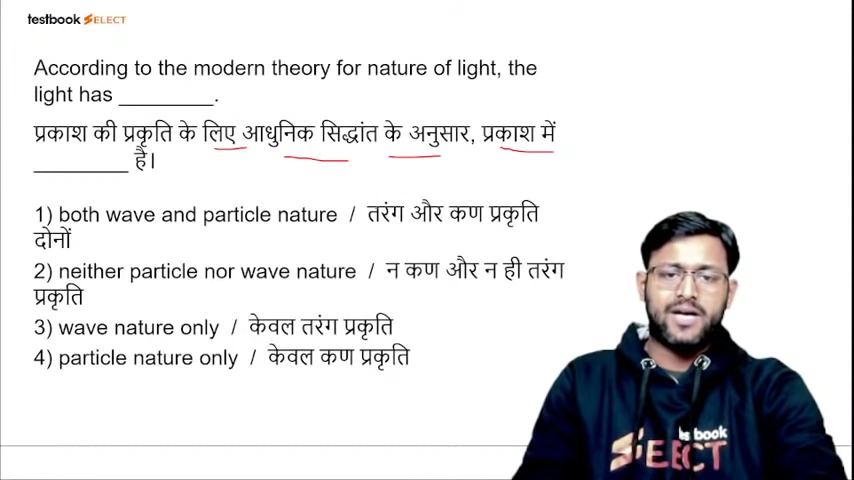 testbook SELECT
According to the modern theory for nature of light, the
light has ________.
प्रकाश की प्रकृति के लिए आधुनिक सिद्धांत के अनुसार, प्रकाश में
________ है।
1) both wave and particle nature / तरंग और कण प्रकृति
दोनों
2) neither particle nor wave nature / न कण और न ही तरंग
प्रकृति
3) wave nature only / केवल तरंग प्रकृति
4) particle nature only / केवल कण प्रकृति
testbook
SELECT